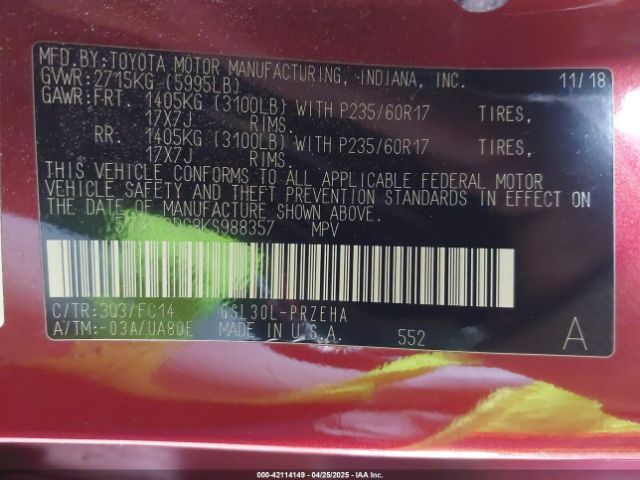 MFD.BY:TOYOTA MOTOR MANUFACTURING, INDIANA, INC. 11/18
GVWR:2715KG (5995LB)
GAWR:FRT. 1405KG (3100LB) WITH P235/60R17 TIRES,
17X7J RIMS.
RR. 1405KG (3100LB) WITH P235/60R17 TIRES,
17X7J RIMS.
THIS VEHICLE CONFORMS TO ALL APPLICABLE FEDERAL MOTOR
VEHICLE SAFETY AND THEFT PREVENTION STANDARDS IN EFFECT ON
THE DATE OF MANUFACTURE SHOWN ABOVE.
KS988357 MPV
C/TR:3Q3/FC14 GSL30L-PRZEHA
A/TM:-03A/UA80E MADE IN U.S.A. 552 A
000-42114149 - 04/25/2025 - IAA Inc.